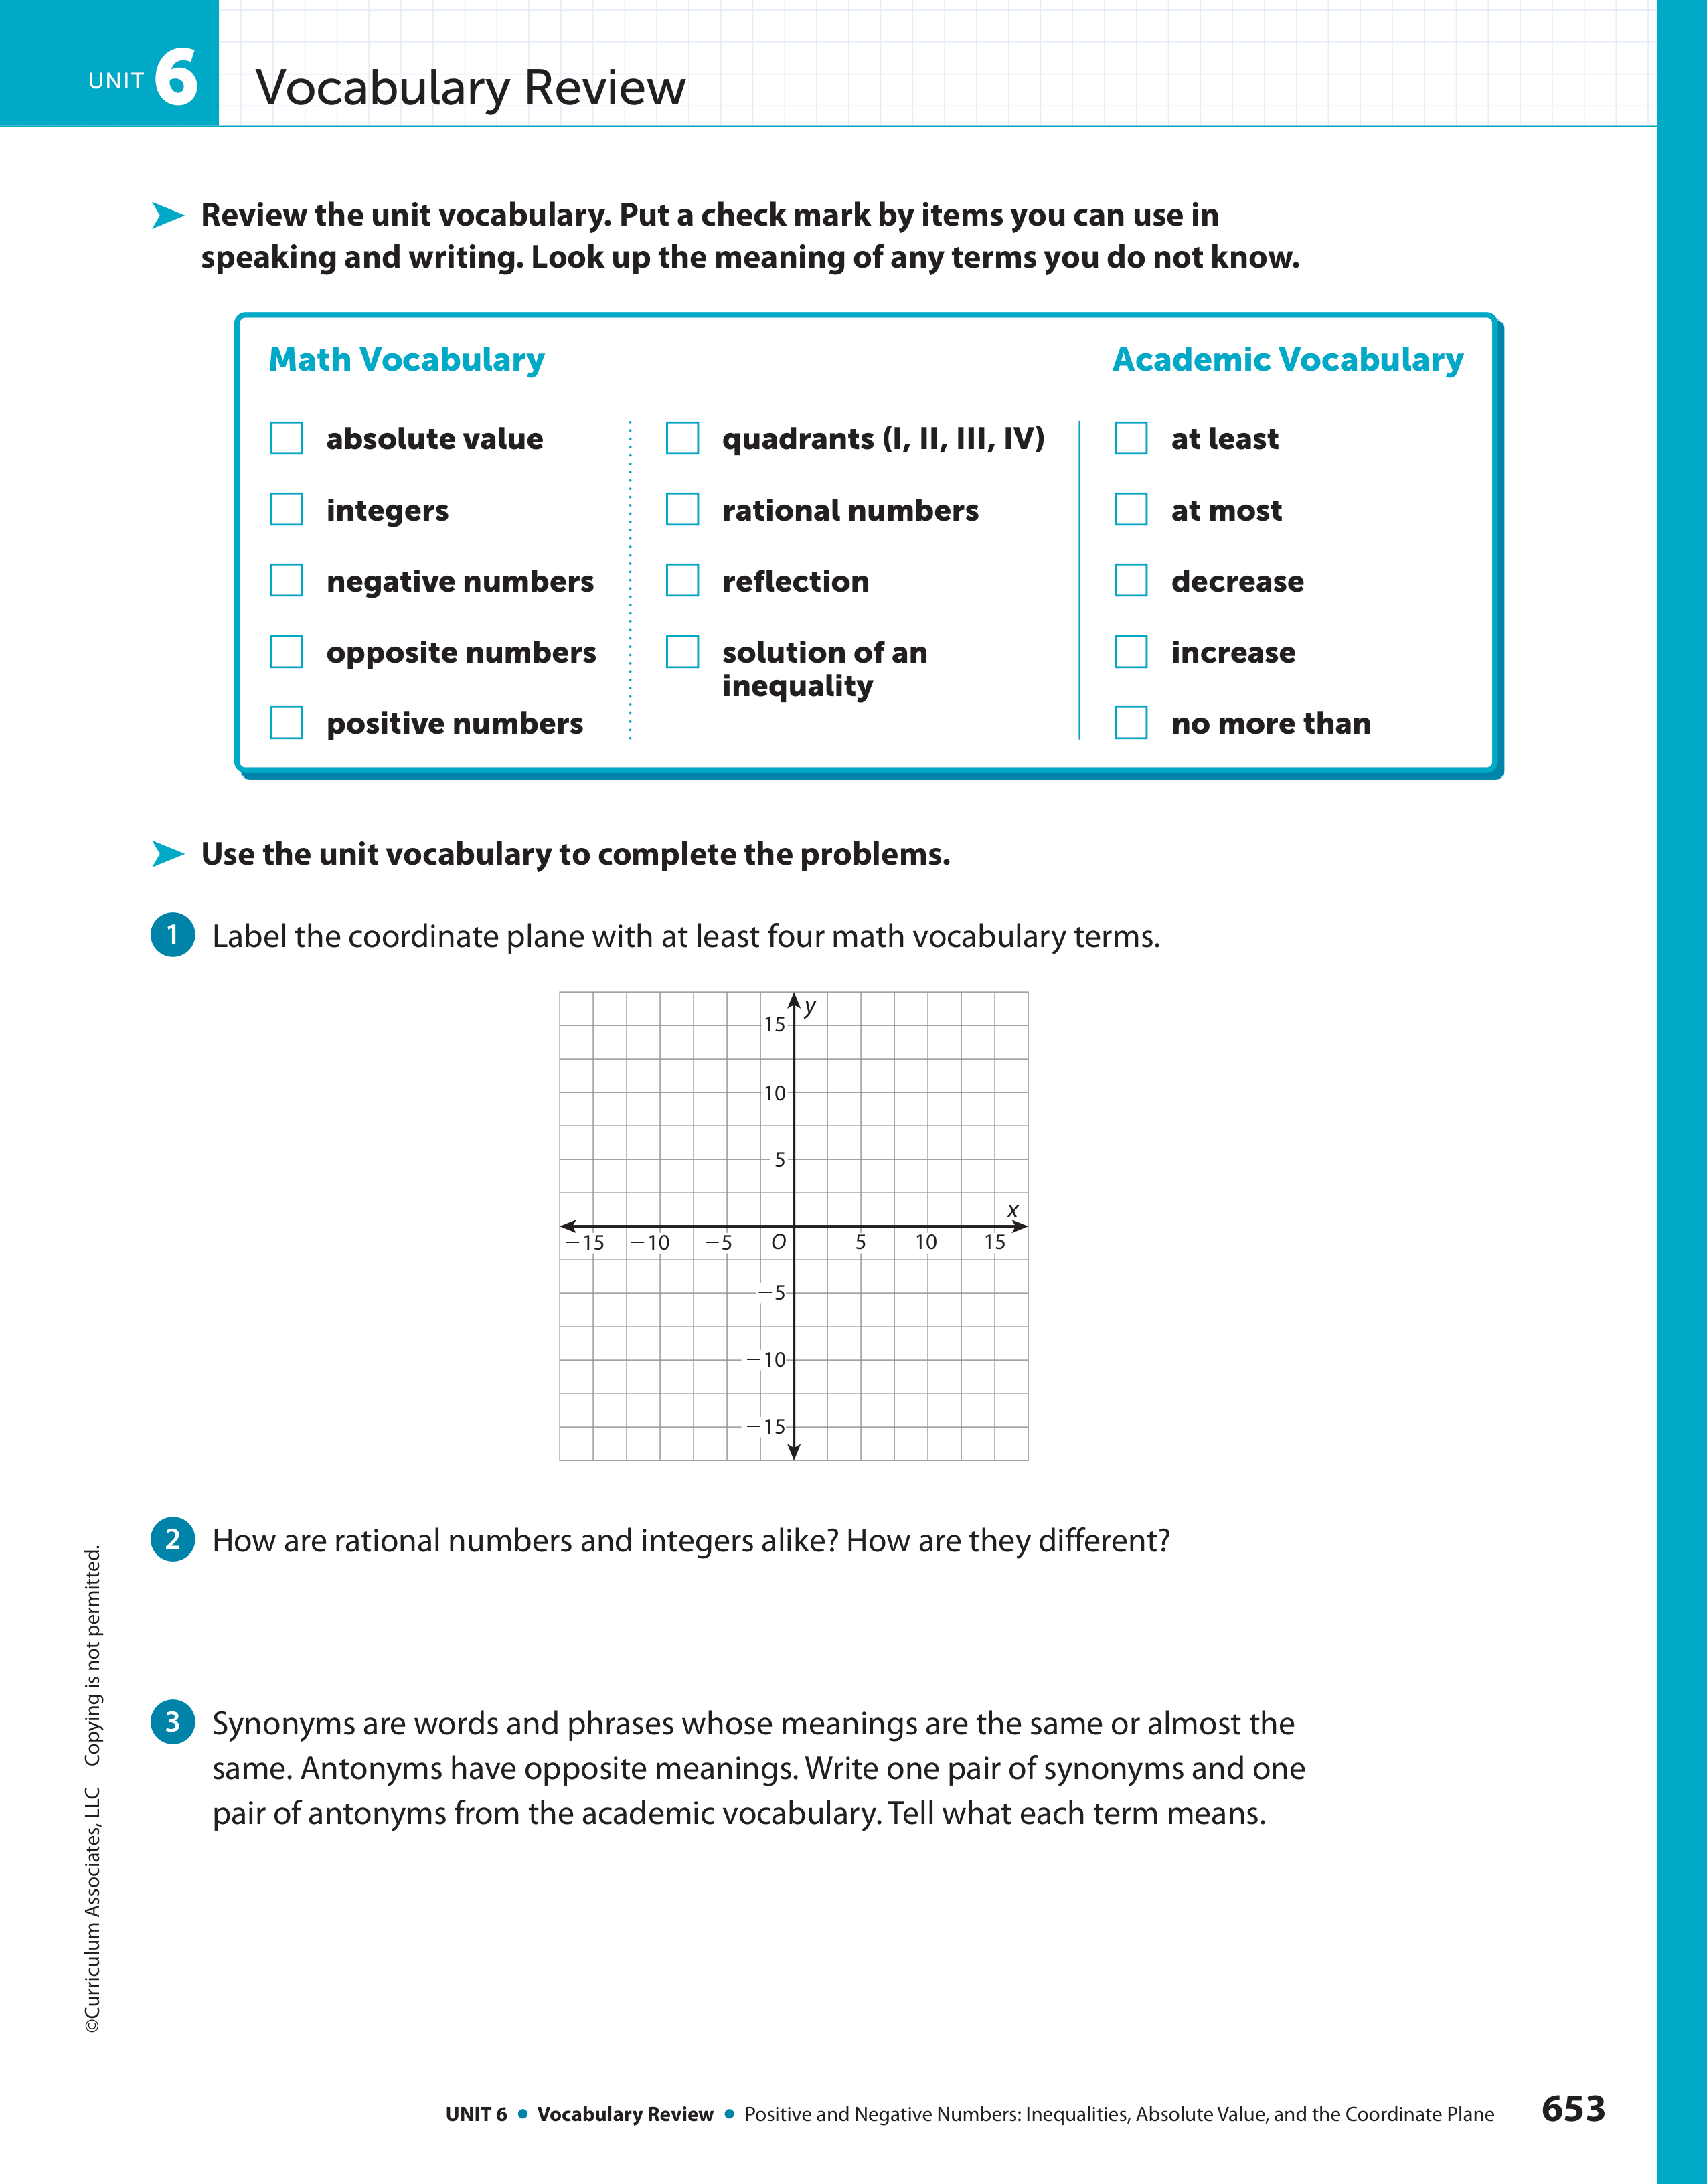 UNIT 6 Vocabulary Review
Review the unit vocabulary. Put a check mark by items you can use in
speaking and writing. Look up the meaning of any terms you do not know.
Math Vocabulary
absolute value
integers
negative numbers
opposite numbers
positive numbers
quadrants (I, II, III, IV)
rational numbers
reflection
solution of an
inequality
Academic Vocabulary
at least
at most
decrease
increase
no more than
Use the unit vocabulary to complete the problems.
1 Label the coordinate plane with at least four math vocabulary terms.
y
15
10
5
x
−15 −10 −5 O 5 10 15
−5
−10
−15
2 How are rational numbers and integers alike? How are they different?
3 Synonyms are words and phrases whose meanings are the same or almost the
same. Antonyms have opposite meanings. Write one pair of synonyms and one
pair of antonyms from the academic vocabulary. Tell what each term means.
©Curriculum Associates, LLC Copying is not permitted.
UNIT 6 • Vocabulary Review • Positive and Negative Numbers: Inequalities, Absolute Value, and the Coordinate Plane 653